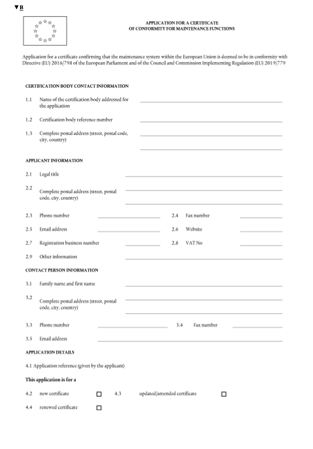 ▼B
APPLICATION FOR A CERTIFICATE
OF CONFORMITY FOR MAINTENANCE FUNCTIONS
Application for a certificate confirming that the maintenance system within the European Union is deemed to be in conformity with
Directive (EU) 2016/798 of the European Parliament and of the Council and Commission Implementing Regulation (EU) 2019/779
CERTIFICATION BODY CONTACT INFORMATION
1.1 Name of the certification body addressed for
the application
1.2 Certification body reference number
1.3 Complete postal address (street, postal code,
city, country)
APPLICANT INFORMATION
2.1 Legal title
2.2 Complete postal address (street, postal
code, city, country)
2.3 Phone number 2.4 Fax number
2.5 Email address 2.6 Website
2.7 Registration business number 2.8 VAT No
2.9 Other information
CONTACT PERSON INFORMATION
3.1 Family name and first name
3.2 Complete postal address (street, postal
code, city, country)
3.3 Phone number 3.4 Fax number
3.5 Email address
APPLICATION DETAILS
4.1 Application reference (given by the applicant)
This application is for a
4.2 new certificate 4.3 updated/amended certificate
4.4 renewed certificate